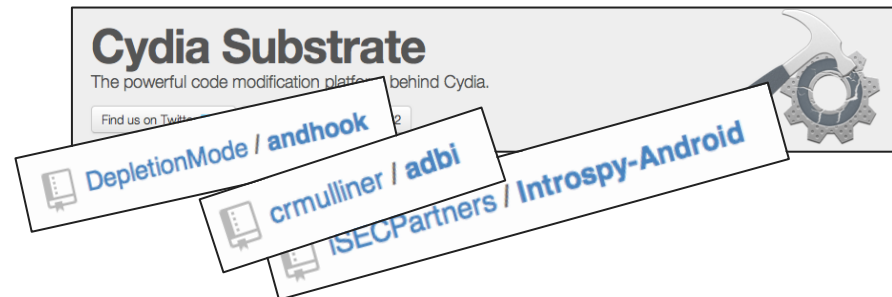 Cydia Substrate
The powerful code modification platform behind Cydia.
Find us on Twitter 2
DepletionMode / andhook
crmulliner / adbi
iSECPartners / Introspy-Android